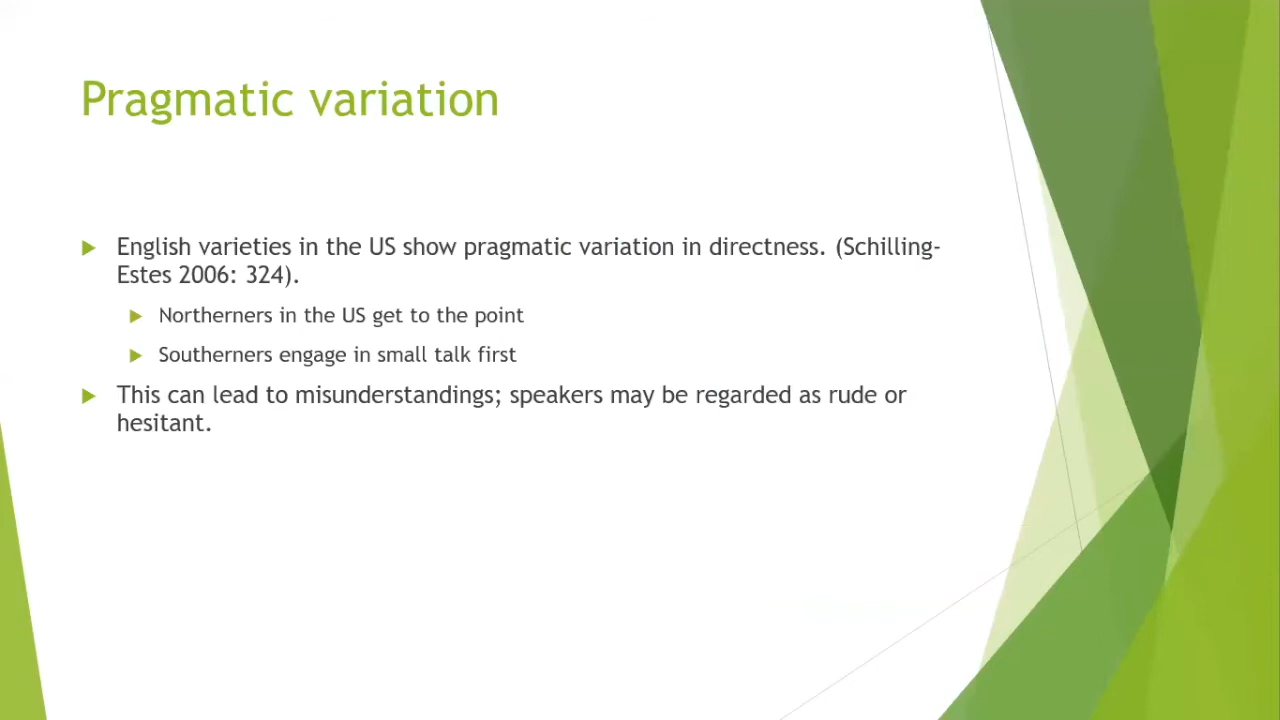 Pragmatic variation
English varieties in the US show pragmatic variation in directness. (Schilling-
Estes 2006: 324).
Northerners in the US get to the point
Southerners engage in small talk first
This can lead to misunderstandings; speakers may be regarded as rude or
hesitant.